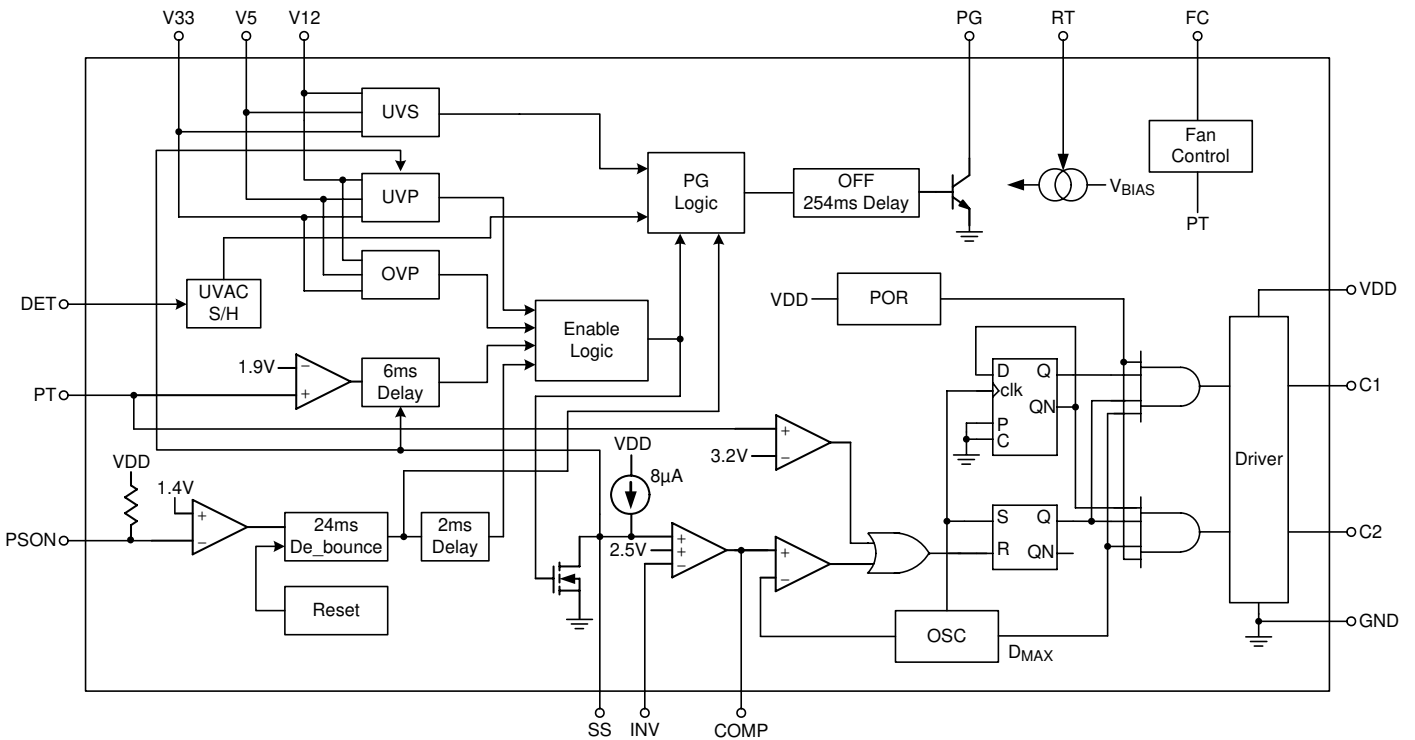 V33
V5
V12
PG
RT
FC
UVS
Fan
Control
PG
Logic
OFF
254ms Delay
VBIAS
UVP
PT
OVP
DET
UVAC
S/H
VDD
POR
VDD
Enable
Logic
1.9V
−
+
6ms
Delay
D
Q
clk
QN
P
C
C1
PT
+
−
3.2V
VDD
8µA
Driver
VDD
1.4V
+
−
24ms
De_bounce
2ms
Delay
S
Q
R
QN
PSON
C2
2.5V
+
+
−
+
−
Reset
OSC
DMAX
GND
SS
INV
COMP